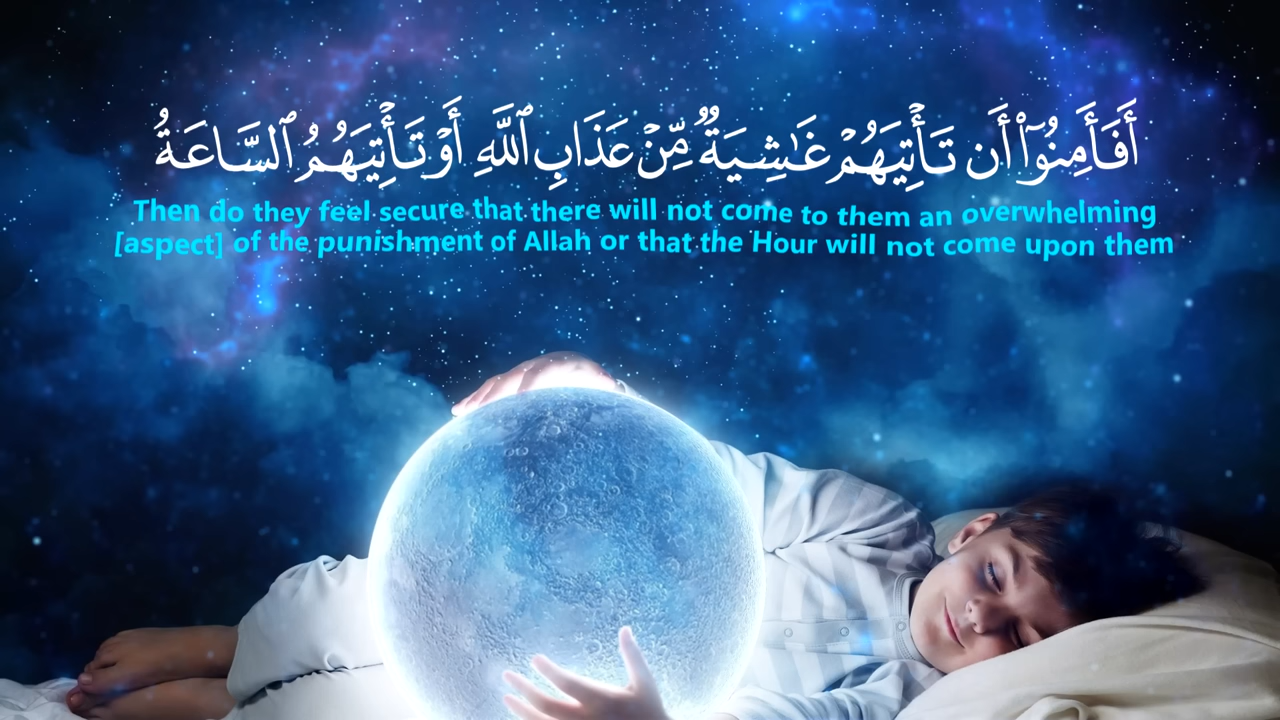 أَفَأَمِنُوٓا۟ أَن تَأْتِيَهُمْ غَـٰشِيَةٌ مِّنْ عَذَابِ ٱللَّهِ أَوْ تَأْتِيَهُمُ ٱلسَّاعَةُ
Then do they feel secure that there will not come to them an overwhelming
[aspect] of the punishment of Allah or that the Hour will not come upon them